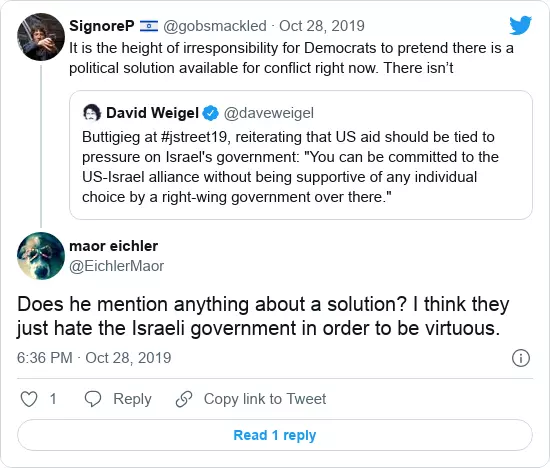 SignoreP 🇮🇱 @gobsmackled · Oct 28, 2019
It is the height of irresponsibility for Democrats to pretend there is a
political solution available for conflict right now. There isn’t
David Weigel @daveweigel
Buttigieg at #jstreet19, reiterating that US aid should be tied to
pressure on Israel's government: "You can be committed to the
US-Israel alliance without being supportive of any individual
choice by a right-wing government over there."
maor eichler
@EichlerMaor
Does he mention anything about a solution? I think they
just hate the Israeli government in order to be virtuous.
6:36 PM · Oct 28, 2019
1 Reply Copy link to Tweet
Read 1 reply